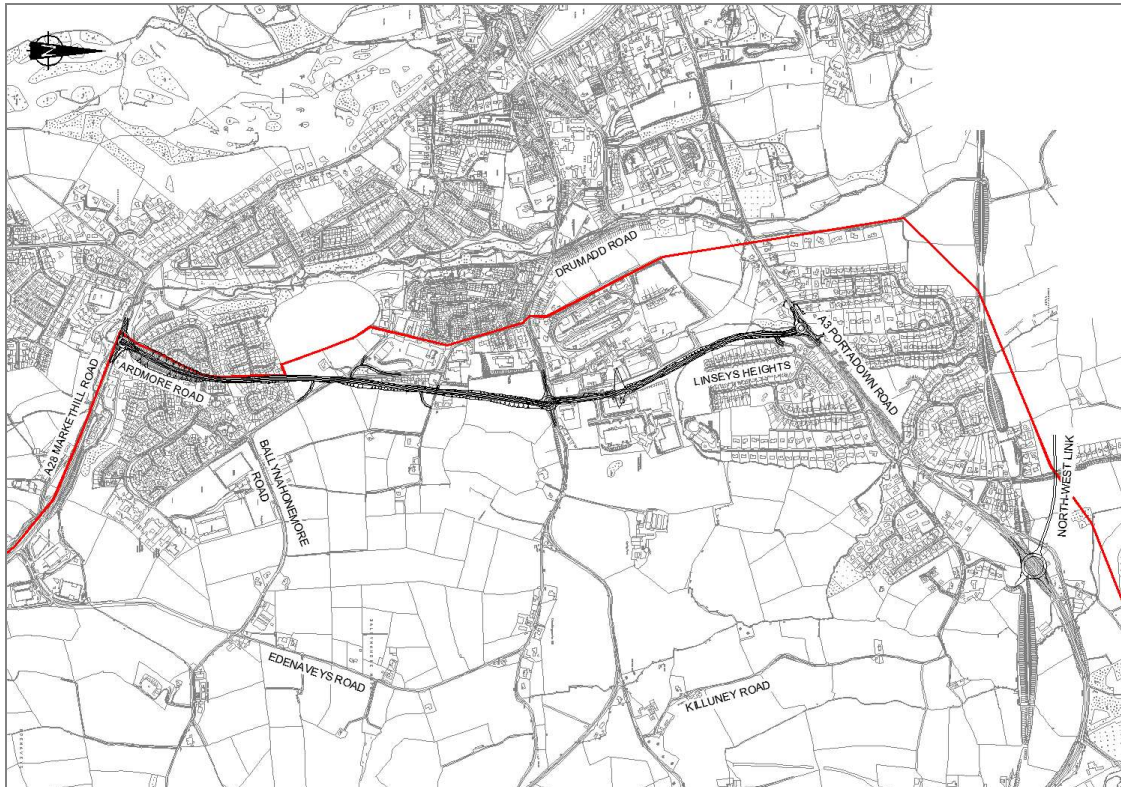 N
DRUMADD ROAD
A3 PORTADOWN ROAD
A28 MARKETHILL ROAD
ARDMORE ROAD
LINSEYS HEIGHTS
BALLYNAHONEMORE
ROAD
NORTH-WEST LINK
EDENAVEYS ROAD
KILLUNEY ROAD